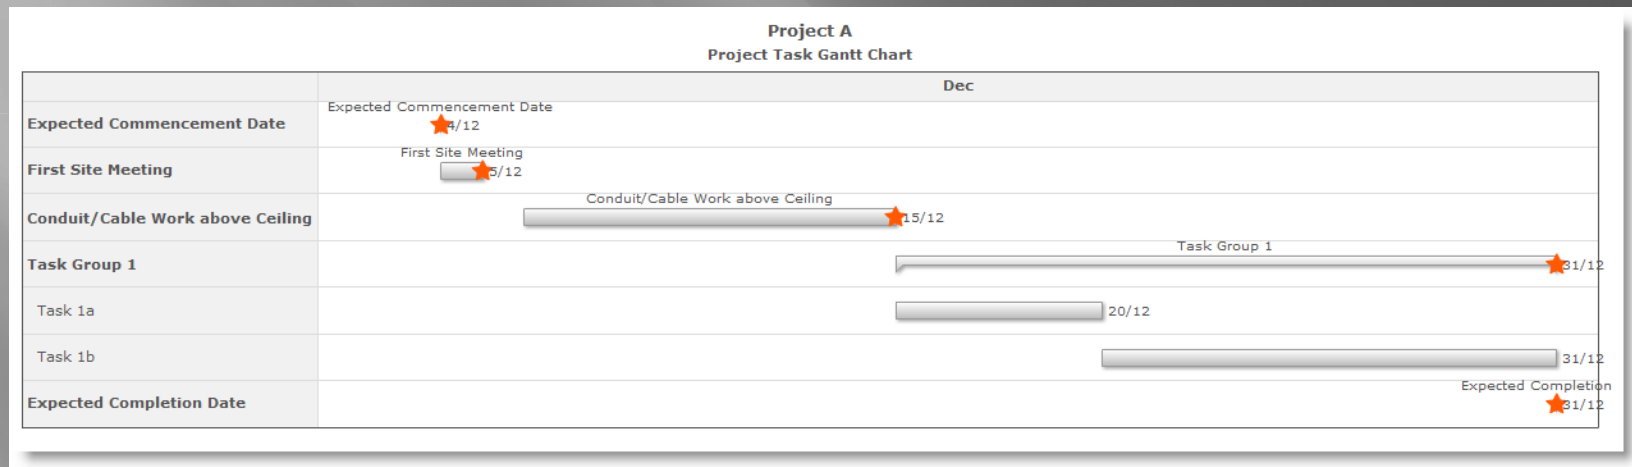 Project A
Project Task Gantt Chart
Dec
Expected Commencement Date
Expected Commencement Date
4/12
First Site Meeting
First Site Meeting
5/12
Conduit/Cable Work above Ceiling
Conduit/Cable Work above Ceiling
15/12
Task Group 1
Task Group 1
31/12
Task 1a
20/12
Task 1b
31/12
Expected Completion Date
Expected Completion
31/12